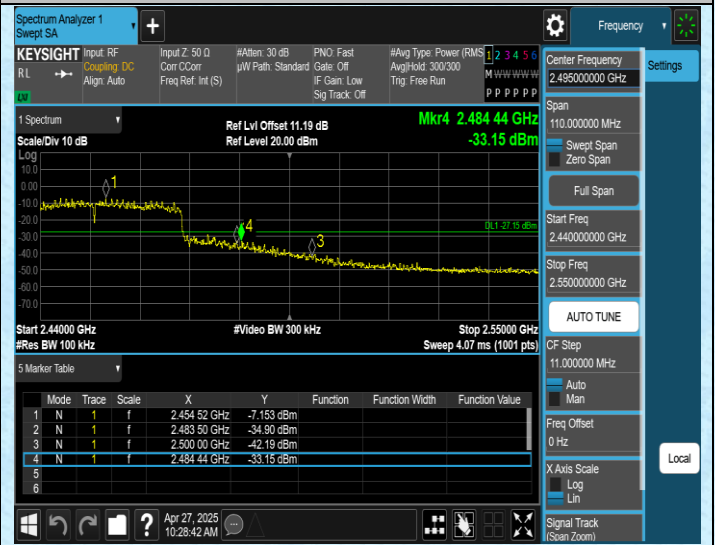 Spectrum Analyzer 1
Swept SA
+
Frequency
KEYSIGHT
RL
LXI
Input: RF
Coupling: DC
Align: Auto
Input Z: 50 Ω
Corr CCorr
Freq Ref: Int (S)
#Atten: 30 dB
µW Path: Standard
PNO: Fast
Gate: Off
IF Gain: Low
Sig Track: Off
#Avg Type: Power (RMS
Avg|Hold: 300/300
Trig: Free Run
1 2 3 4 5 6
M W W W W W
P P P P P P
1 Spectrum
Scale/Div 10 dB
Ref Lvl Offset 11.19 dB
Ref Level 20.00 dBm
Mkr4 2.484 44 GHz
-33.15 dBm
Log
10.0
0.00
-10.0
-20.0
-30.0
-40.0
-50.0
-60.0
-70.0
1
4
3
DL1 -27.15 dBm
Start 2.44000 GHz
#Res BW 100 kHz
#Video BW 300 kHz
Stop 2.55000 GHz
Sweep 4.07 ms (1001 pts)
5 Marker Table
Mode Trace Scale X Y Function Function Width Function Value
1 N 1 f 2.454 52 GHz -7.153 dBm
2 N 1 f 2.483 50 GHz -34.90 dBm
3 N 1 f 2.500 00 GHz -42.19 dBm
4 N 1 f 2.484 44 GHz -33.15 dBm
5
6
?
Apr 27, 2025
10:28:42 AM
Center Frequency
2.495000000 GHz
Settings
Span
110.000000 MHz
Swept Span
Zero Span
Full Span
Start Freq
2.440000000 GHz
Stop Freq
2.550000000 GHz
AUTO TUNE
CF Step
11.000000 MHz
Auto
Man
Freq Offset
0 Hz
Local
X Axis Scale
Log
Lin
Signal Track
(Span Zoom)